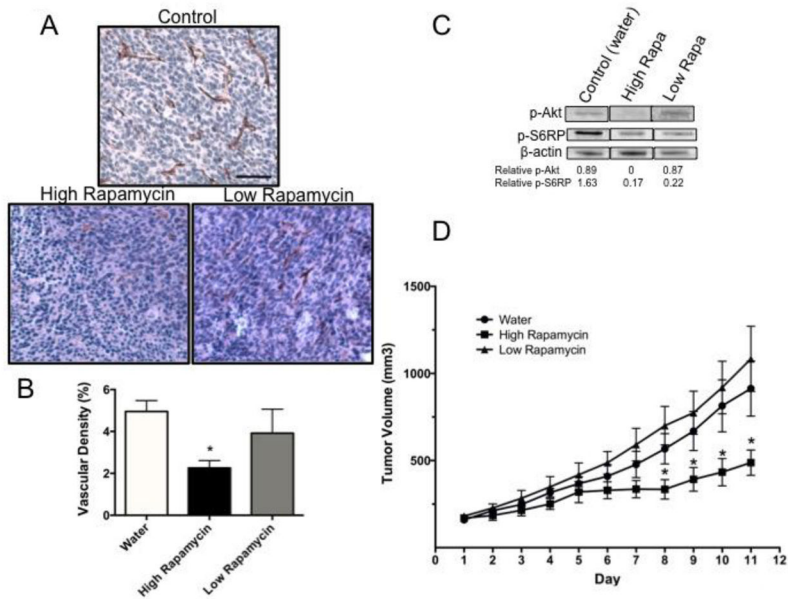 A
Control
High Rapamycin
Low Rapamycin
B
Vascular Density (%)
6
4
2
0
*
Water
High Rapamycin
Low Rapamycin
C
Control (water)
High Rapa
Low Rapa
p-Akt
p-S6RP
β-actin
Relative p-Akt 0.89 0 0.87
Relative p-S6RP 1.63 0.17 0.22
D
Tumor Volume (mm3)
1500
1000
500
Water
High Rapamycin
Low Rapamycin
* * * *
0 1 2 3 4 5 6 7 8 9 10 11 12
Day